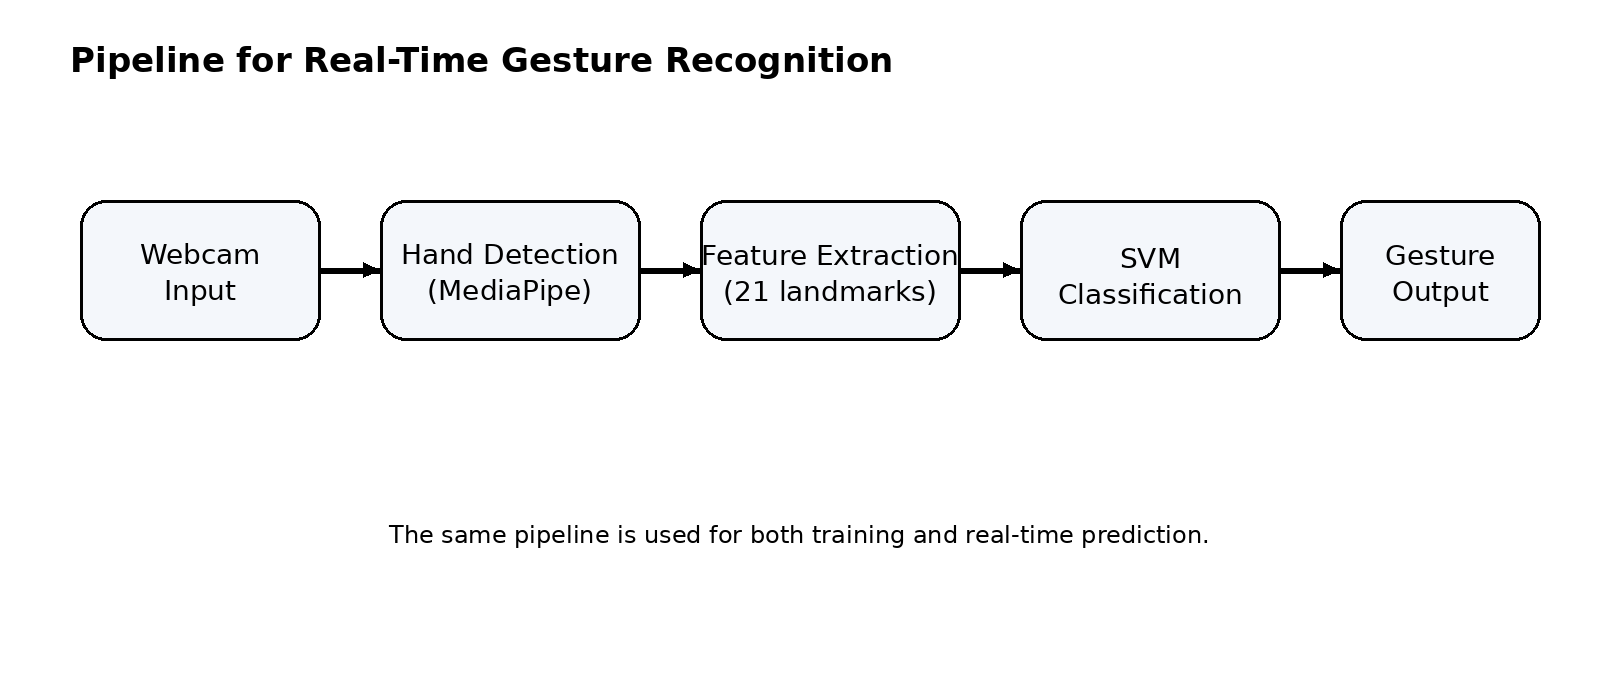 Pipeline for Real-Time Gesture Recognition
Webcam
Input
Hand Detection
(MediaPipe)
Feature Extraction
(21 landmarks)
SVM
Classification
Gesture
Output
The same pipeline is used for both training and real-time prediction.